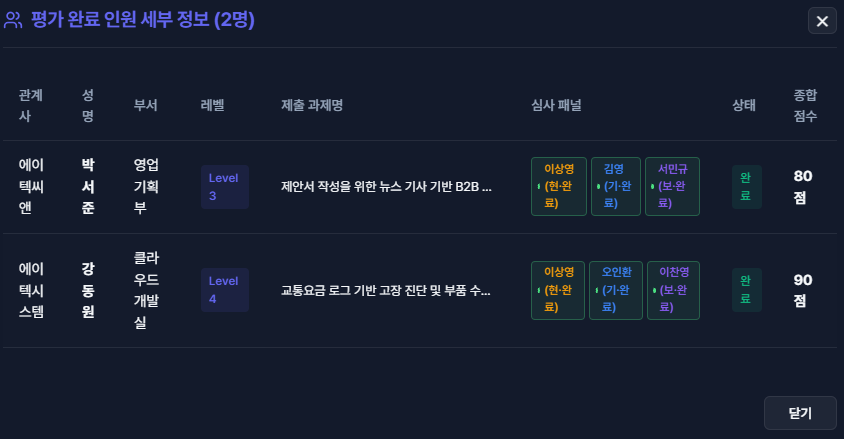 평가 완료 인원 세부 정보 (2명)
관계
사
성
명
부서
레벨
제출 과제명
심사 패널
상태
종합
점수
에이
텍씨
앤
박
서
준
영업
기획
부
Level
3
제안서 작성을 위한 뉴스 기사 기반 B2B ...
이상영
(현·완
료)
김영
(기·완
료)
서민규
(보·완
료)
완
료
80
점
에이
텍시
스템
강
동
원
클라
우드
개발
실
Level
4
교통요금 로그 기반 고장 진단 및 부품 수...
이상영
(현·완
료)
오인환
(기·완
료)
이찬영
(보·완
료)
완
료
90
점
닫기